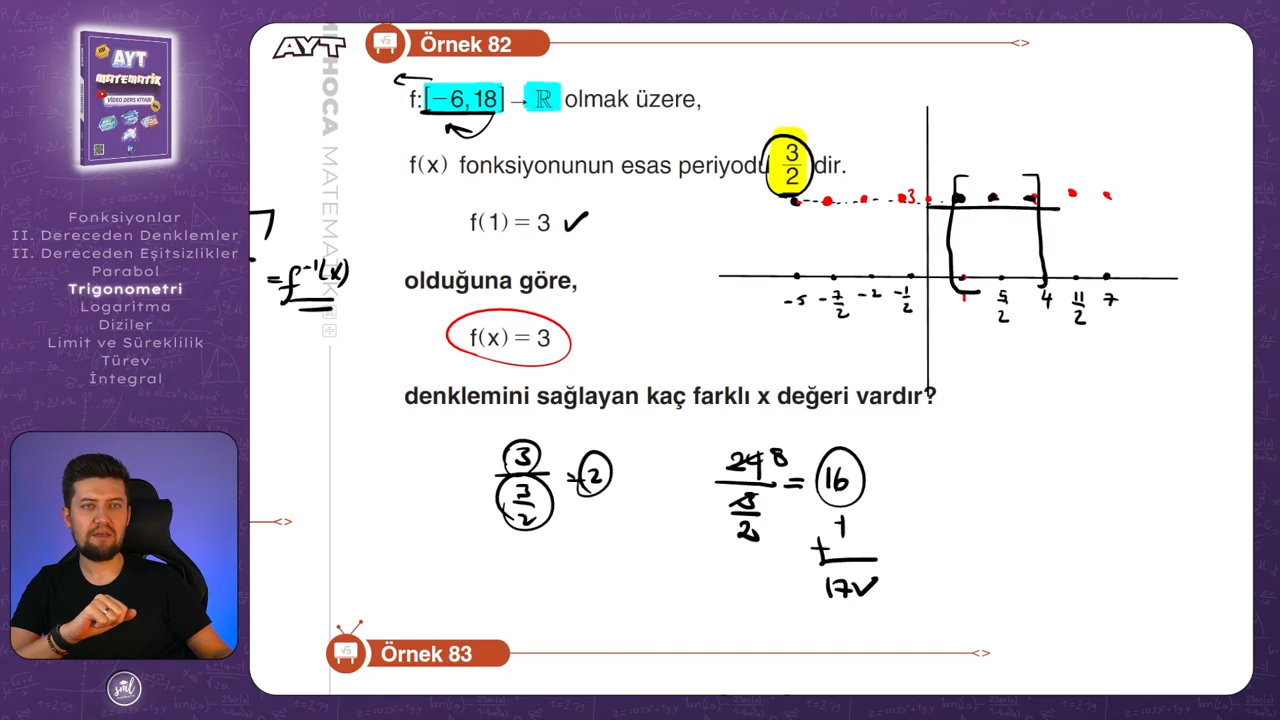 AYT
MATEMATİK
VİDEO DERS KİTABI
AYT
HOCA MATEMATİK
Örnek 82
f:[−6,18] → ℝ olmak üzere,
f(x) fonksiyonunun esas periyodu 3/2 dir.
f(1) = 3 ✓
olduğuna göre,
f(x) = 3
denklemini sağlayan kaç farklı x değeri vardır?
= f⁻¹(x)
3
-5 -7/2 -2 -1/2 1 5/2 4 11/2 7
3 / (3/2) = 2
24 8 / (3/2) = 16
+ 1
17 ✓
Fonksiyonlar
II. Dereceden Denklemler
II. Dereceden Eşitsizlikler
Parabol
Trigonometri
Logaritma
Diziler
Limit ve Süreklilik
Türev
İntegral
Örnek 83
sml